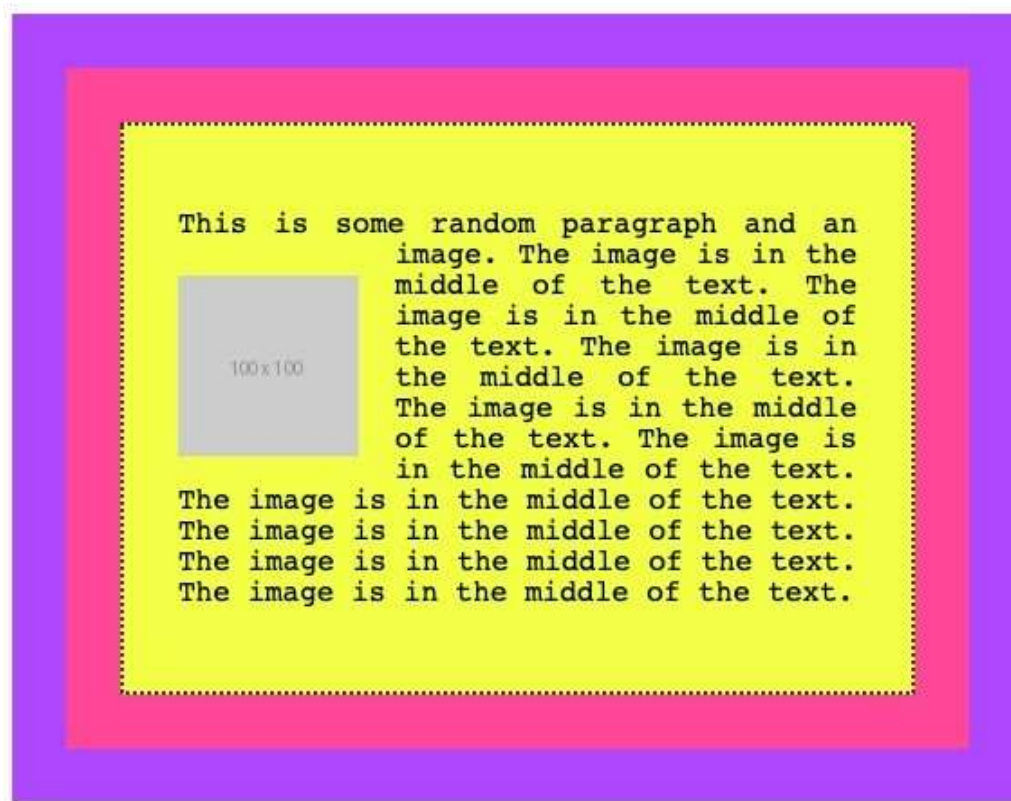 This is some random paragraph and an
image. The image is in the
middle of the text. The
image is in the middle of
the text. The image is in
100 x 100
the middle of the text.
The image is in the middle
of the text. The image is
in the middle of the text.
The image is in the middle of the text.
The image is in the middle of the text.
The image is in the middle of the text.
The image is in the middle of the text.